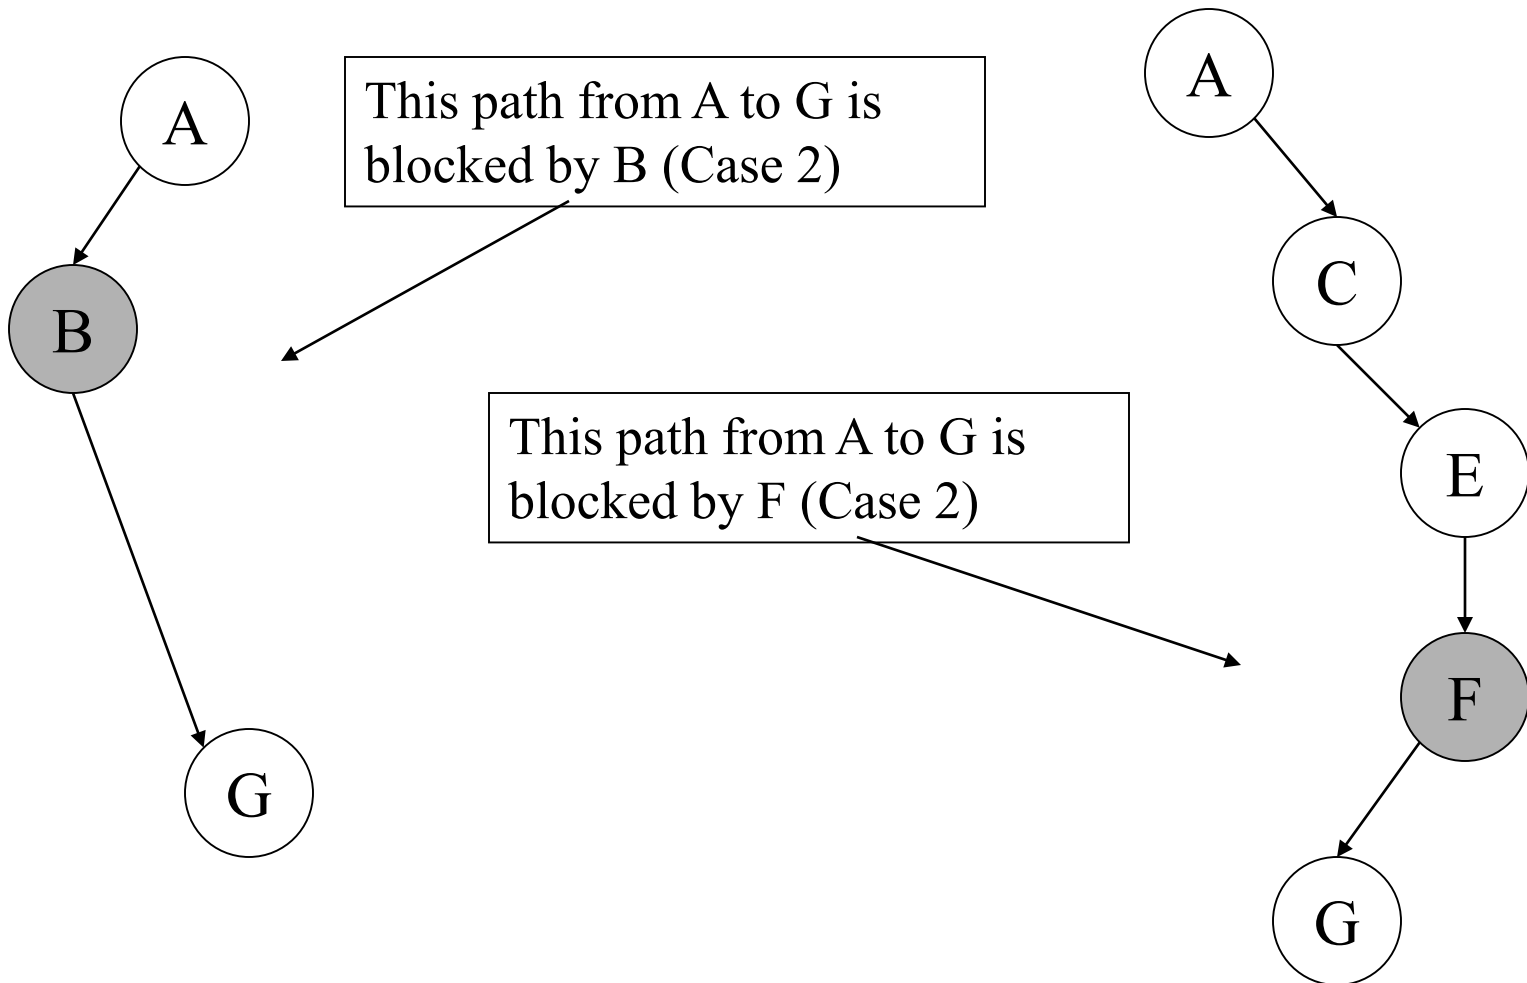 A
This path from A to G is
blocked by B (Case 2)
B
G
This path from A to G is
blocked by F (Case 2)
A
C
E
F
G